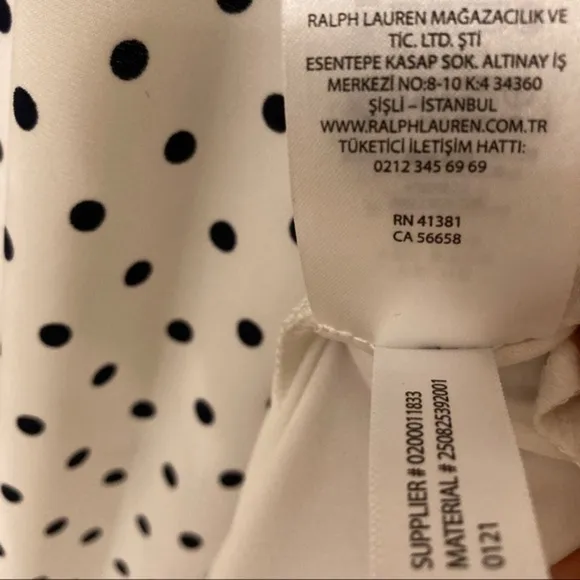 RALPH LAUREN MAĞAZACILIK VE
TİC. LTD. ŞTİ
ESENTEPE KASAP SOK. ALTINAY İŞ
MERKEZİ NO:8-10 K:4 34360
ŞİŞLİ – İSTANBUL
WWW.RALPHLAUREN.COM.TR
TÜKETİCİ İLETİŞİM HATTI:
0212 345 69 69
RN 41381
CA 56658
SUPPLIER # 0200011833
MATERIAL # 250825392001
0121